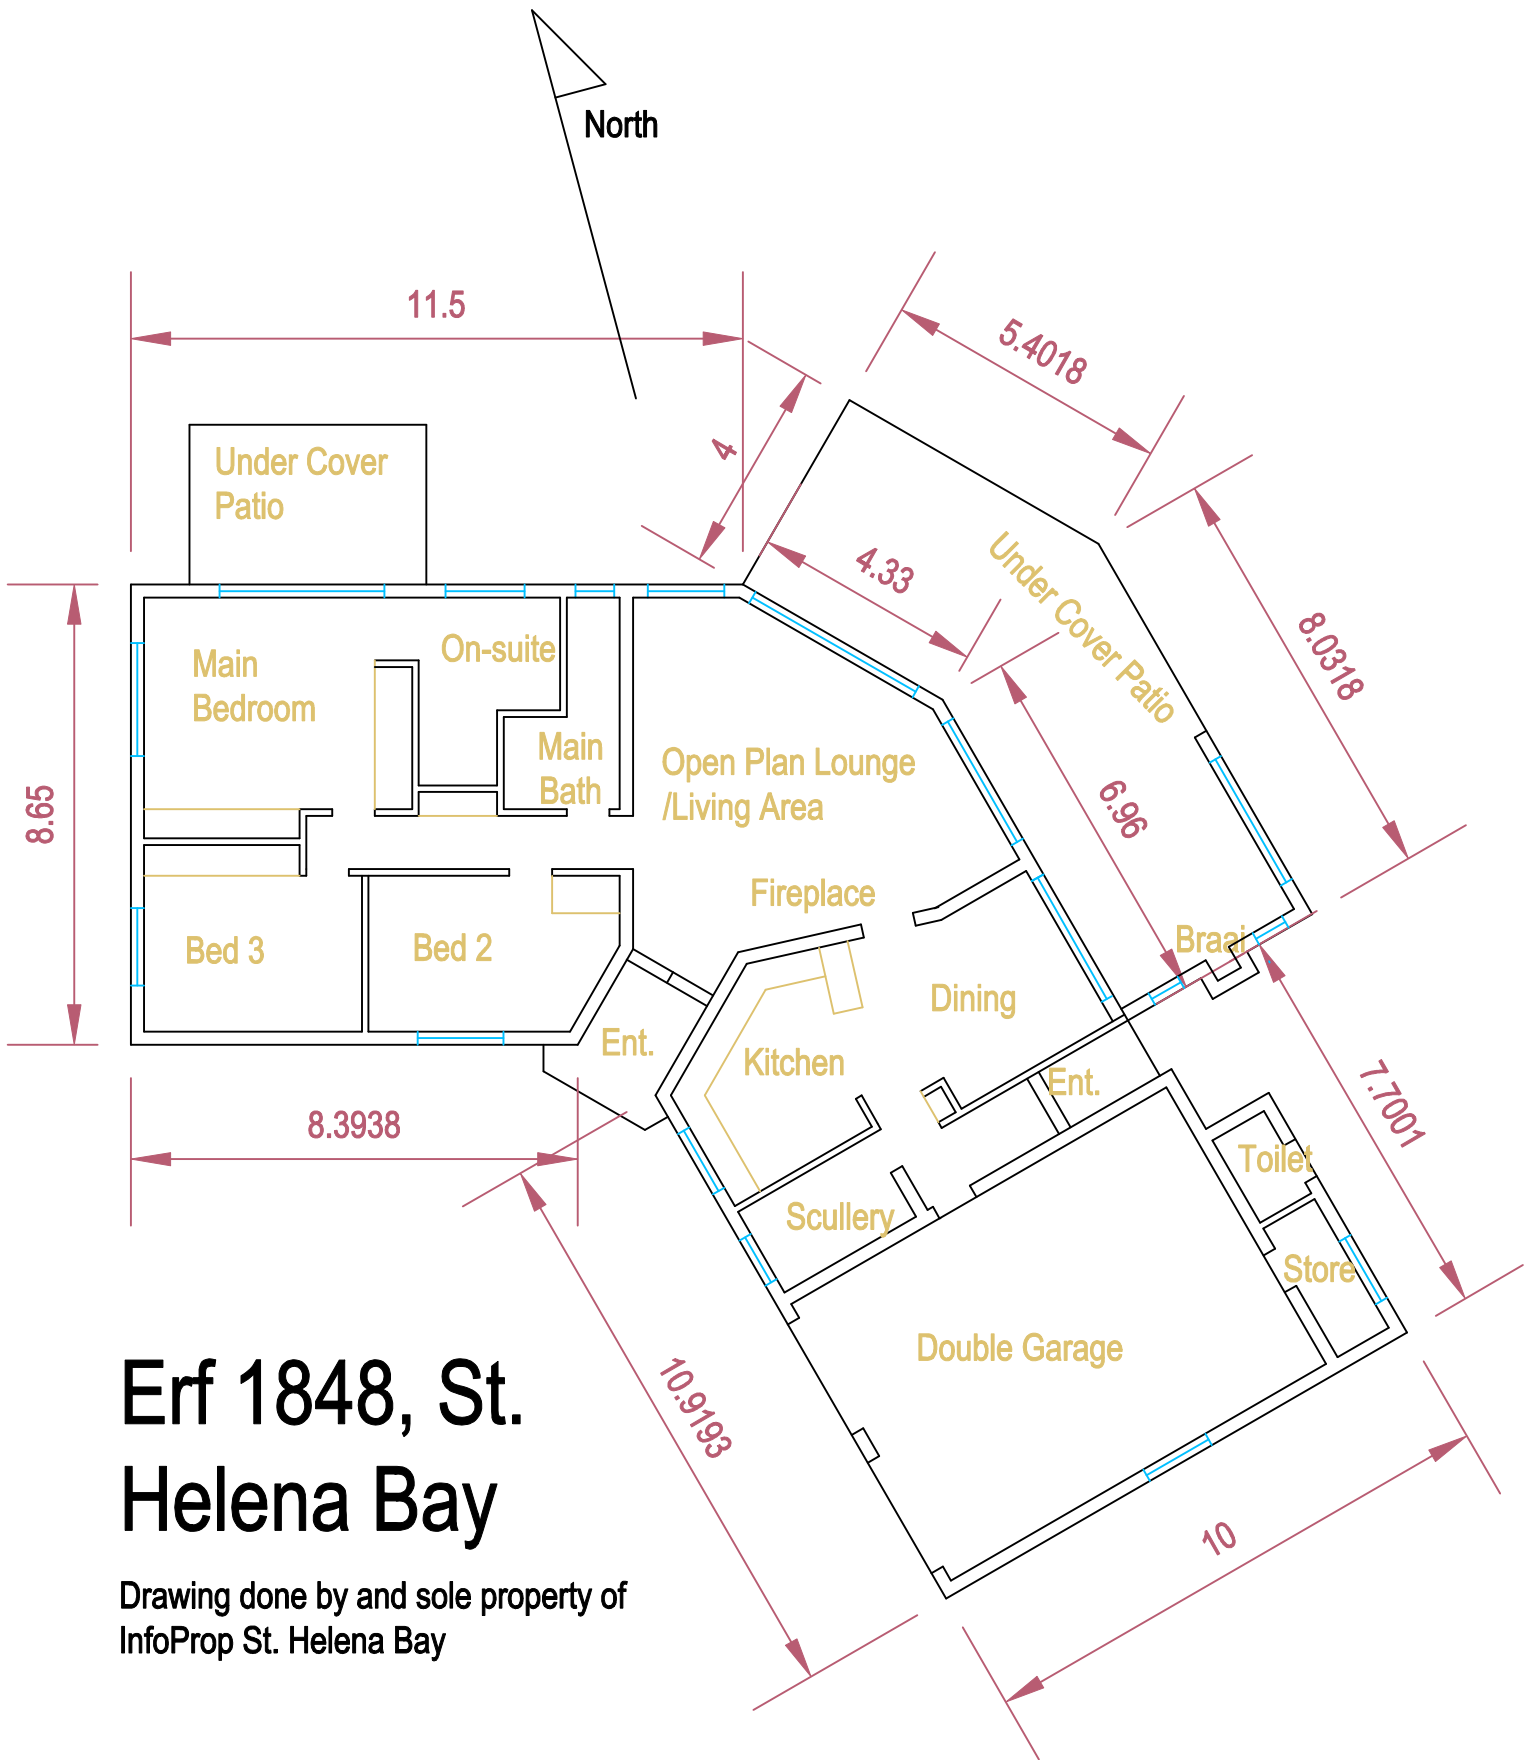 North
11.5
5.4018
4
Under Cover
Patio
4.33
Under Cover Patio
8.0318
Main
Bedroom
On-suite
Main
Bath
Open Plan Lounge
/Living Area
6.96
8.65
Fireplace
Braai
Bed 3
Bed 2
Dining
Ent.
Kitchen
Ent.
7.7001
8.3938
Toilet
Scullery
Store
Double Garage
10.9193
10
Erf 1848, St.
Helena Bay
Drawing done by and sole property of
InfoProp St. Helena Bay